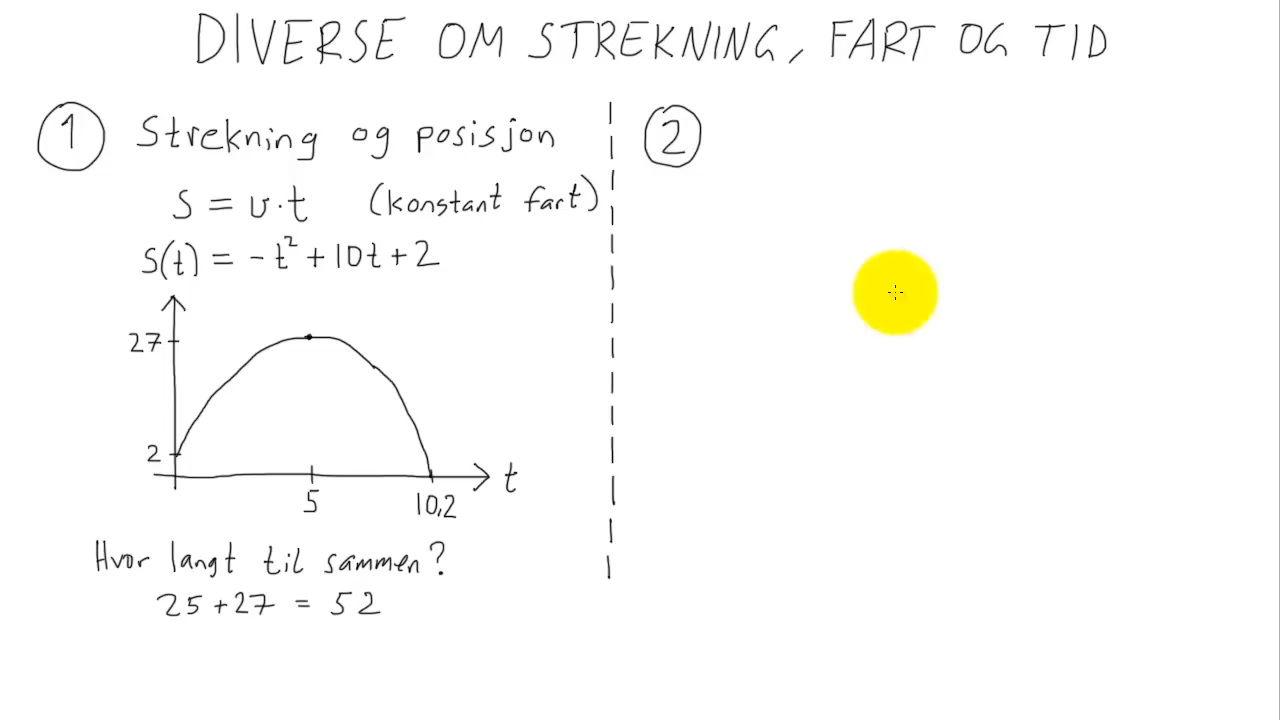 DIVERSE OM STREKNING, FART OG TID
1 Strekning og posisjon
s = v·t (konstant fart)
s(t) = -t² + 10t + 2
27
2
5
10,2
t
Hvor langt til sammen?
25 + 27 = 52
2